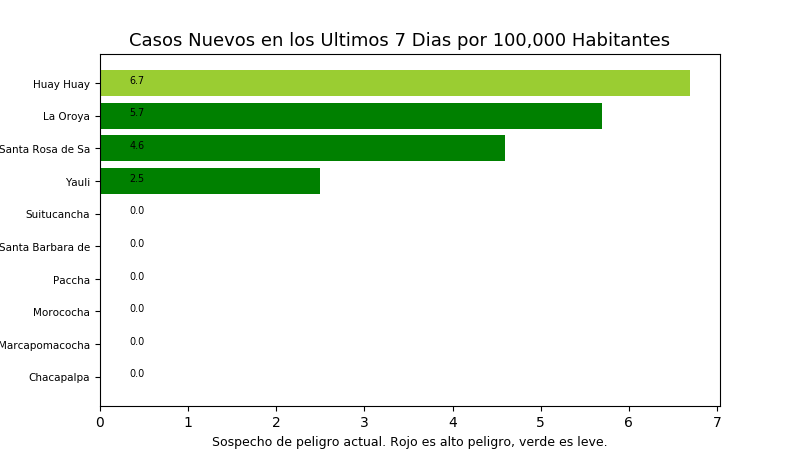 Casos Nuevos en los Ultimos 7 Dias por 100,000 Habitantes
Huay Huay 6.7
La Oroya 5.7
Santa Rosa de Sa 4.6
Yauli 2.5
Suitucancha 0.0
Santa Barbara de 0.0
Paccha 0.0
Morococha 0.0
Marcapomacocha 0.0
Chacapalpa 0.0
0 1 2 3 4 5 6 7
Sospecho de peligro actual. Rojo es alto peligro, verde es leve.